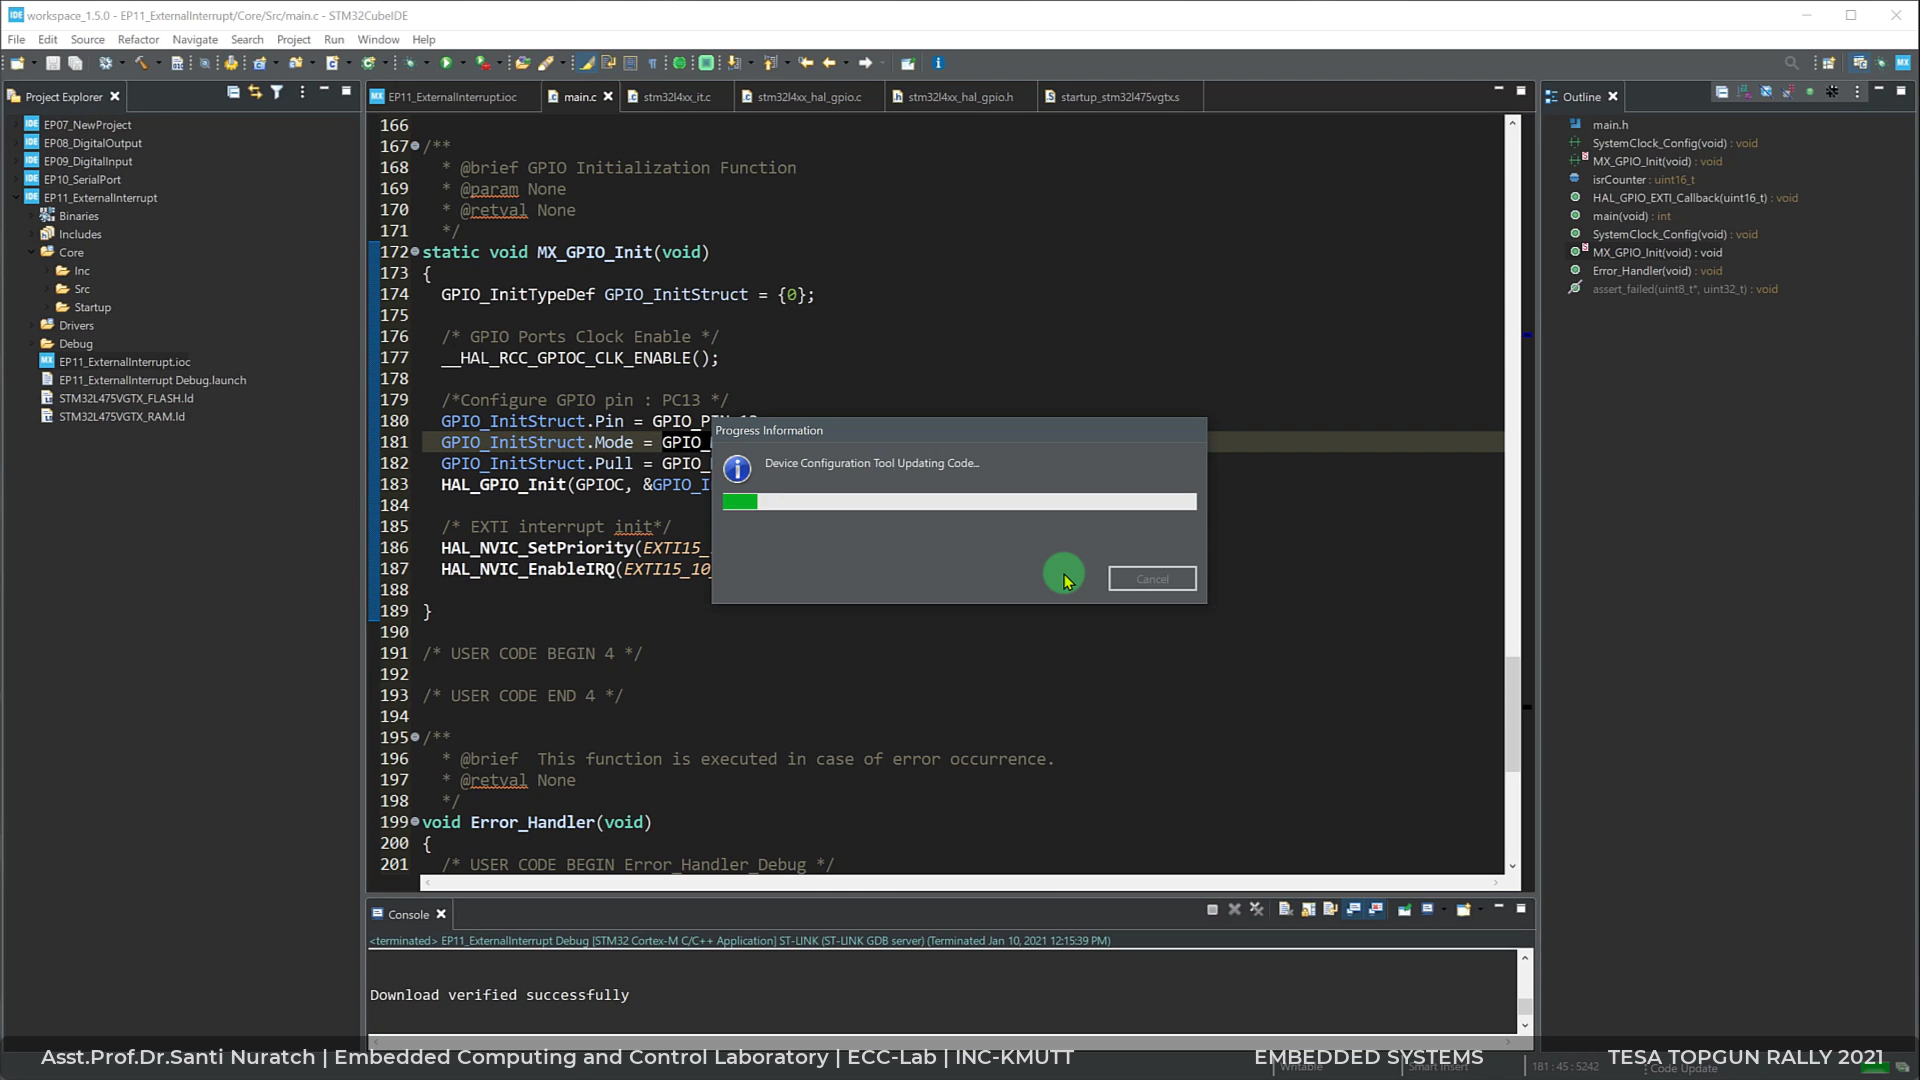 workspace_1.5.0 - EP11_ExternalInterrupt/Core/Src/main.c - STM32CubeIDE
File Edit Source Refactor Navigate Search Project Run Window Help
Project Explorer
EP11_ExternalInterrupt.ioc
main.c
stm32l4xx_it.c
stm32l4xx_hal_gpio.c
stm32l4xx_hal_gpio.h
startup_stm32l475vgtx.s
Outline
EP07_NewProject
EP08_DigitalOutput
EP09_DigitalInput
EP10_SerialPort
EP11_ExternalInterrupt
Binaries
Includes
Core
Inc
Src
Startup
Drivers
Debug
EP11_ExternalInterrupt.ioc
EP11_ExternalInterrupt Debug.launch
STM32L475VGTX_FLASH.ld
STM32L475VGTX_RAM.ld
166
167 /**
168 * @brief GPIO Initialization Function
169 * @param None
170 * @retval None
171 */
172 static void MX_GPIO_Init(void)
173 {
174 GPIO_InitTypeDef GPIO_InitStruct = {0};
175
176 /* GPIO Ports Clock Enable */
177 __HAL_RCC_GPIOC_CLK_ENABLE();
178
179 /*Configure GPIO pin : PC13 */
180 GPIO_InitStruct.Pin = GPIO_PIN_13
181 GPIO_InitStruct.Mode = GPIO_
182 GPIO_InitStruct.Pull = GPIO_
183 HAL_GPIO_Init(GPIOC, &GPIO_I
184
185 /* EXTI interrupt init*/
186 HAL_NVIC_SetPriority(EXTI15_
187 HAL_NVIC_EnableIRQ(EXTI15_10
188
189 }
190
191 /* USER CODE BEGIN 4 */
192
193 /* USER CODE END 4 */
194
195 /**
196 * @brief  This function is executed in case of error occurrence.
197 * @retval None
198 */
199 void Error_Handler(void)
200 {
201 /* USER CODE BEGIN Error_Handler_Debug */
Progress Information
Device Configuration Tool Updating Code...
Cancel
main.h
SystemClock_Config(void) : void
MX_GPIO_Init(void) : void
isrCounter : uint16_t
HAL_GPIO_EXTI_Callback(uint16_t) : void
main(void) : int
SystemClock_Config(void) : void
MX_GPIO_Init(void) : void
Error_Handler(void) : void
assert_failed(uint8_t*, uint32_t) : void
Console
<terminated> EP11_ExternalInterrupt Debug [STM32 Cortex-M C/C++ Application] ST-LINK (ST-LINK GDB server) (Terminated Jan 10, 2021 12:15:39 PM)
Download verified successfully
Asst.Prof.Dr.Santi Nuratch | Embedded Computing and Control Laboratory | ECC-Lab | INC-KMUTT
EMBEDDED SYSTEMS
TESA TOPGUN RALLY 2021
Writable
Smart Insert
181 : 45 : 5242
Code Update